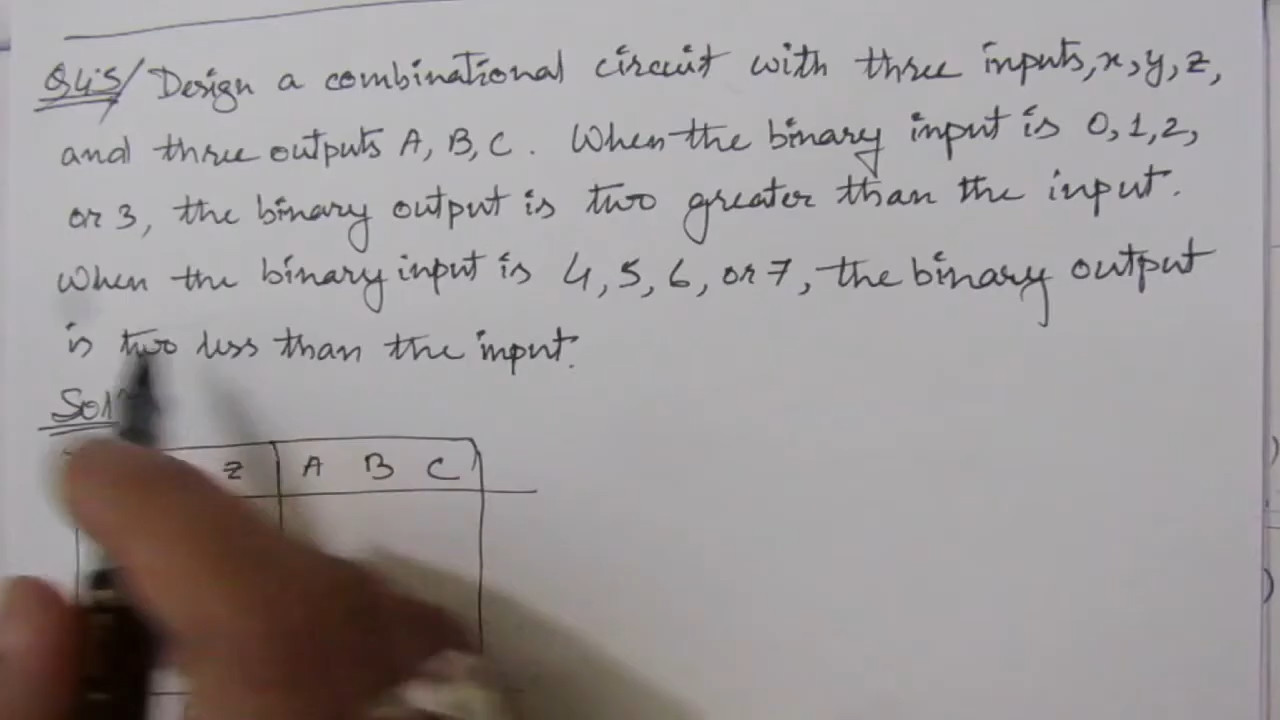 Q4.5/ Design a combinational circuit with three inputs, x, y, z,
and three outputs A, B, C. When the binary input is 0, 1, 2,
or 3, the binary output is two greater than the input.
When the binary input is 4, 5, 6, or 7, the binary output
is two less than the input.
z A B C